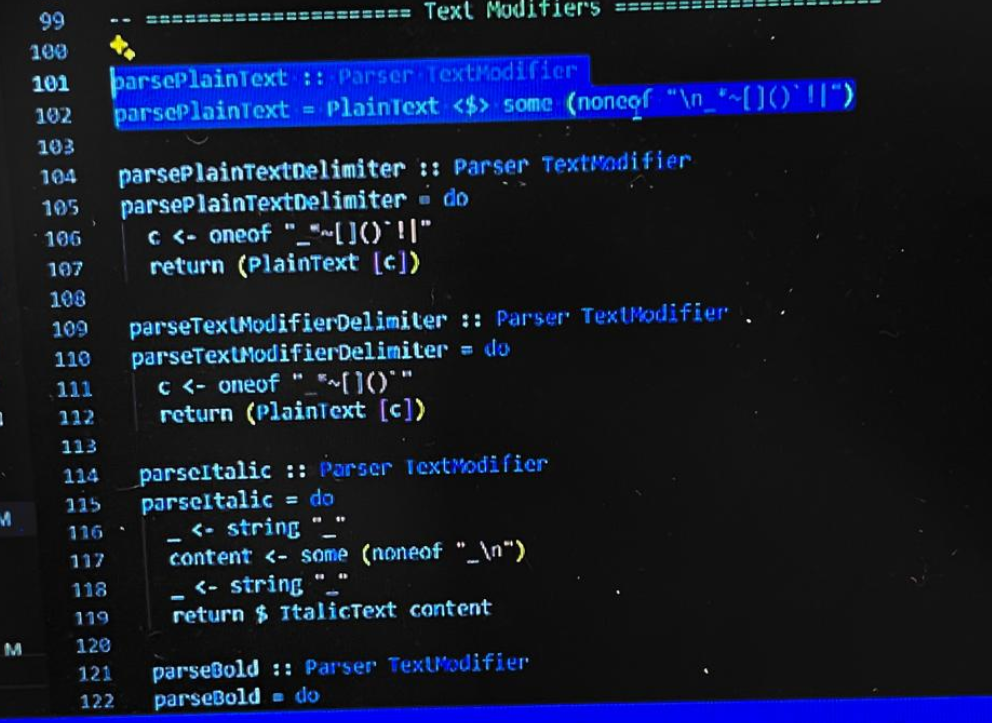 99 -- ===================== Text Modifiers =====================
100
101 parsePlainText :: Parser TextModifier
102 parsePlainText = PlainText <$> some (noneof "\n_*~[]()`!|")
103
104 parsePlainTextDelimiter :: Parser TextModifier
105 parsePlainTextDelimiter = do
106 c <- oneof "_*~[]()`!|"
107 return (PlainText [c])
108
109 parseTextModifierDelimiter :: Parser TextModifier
110 parseTextModifierDelimiter = do
111 c <- oneof "_*~[]()`"
112 return (PlainText [c])
113
114 parseItalic :: Parser TextModifier
115 parseItalic = do
116 _ <- string "_"
117 content <- some (noneof "_\n")
118 _ <- string "_"
119 return $ ItalicText content
120
M
M
121 parseBold :: Parser TextModifier
122 parseBold = do